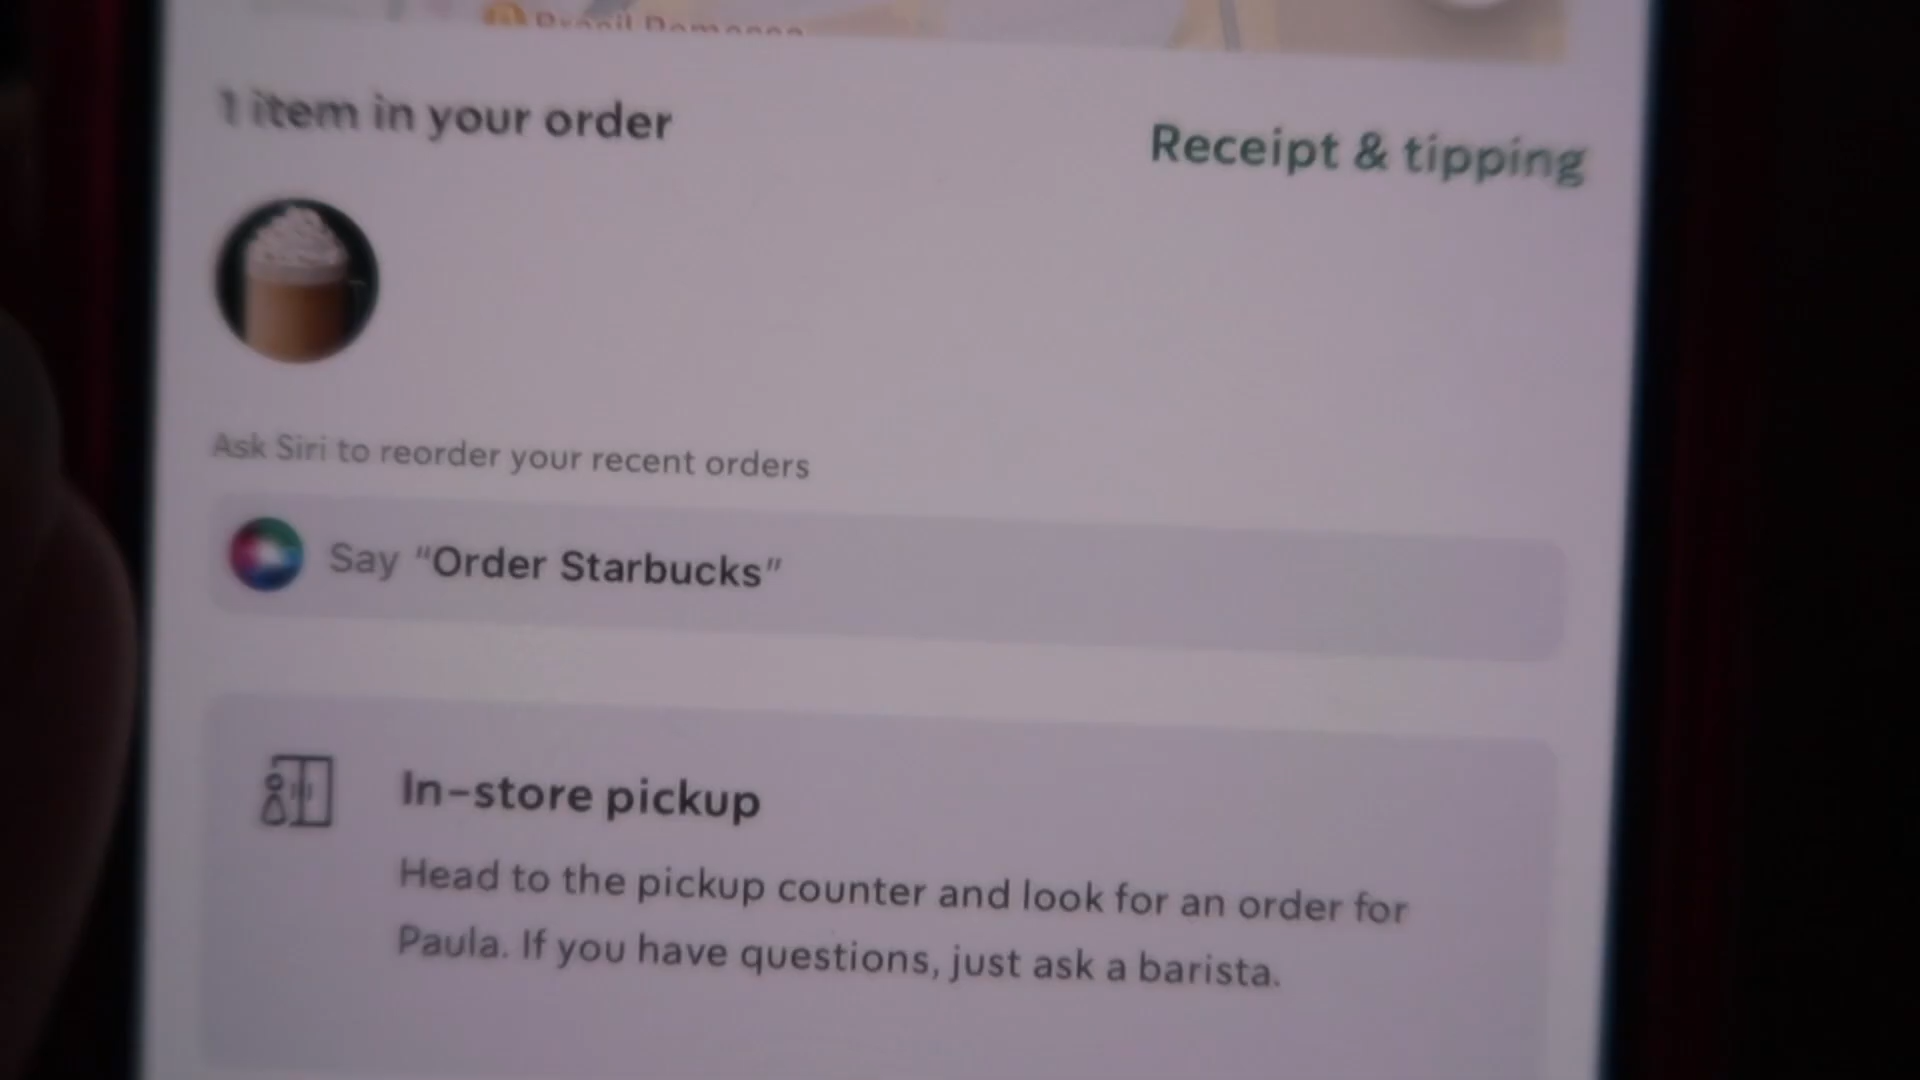 1 item in your order
Receipt & tipping
Ask Siri to reorder your recent orders
Say "Order Starbucks"
In-store pickup
Head to the pickup counter and look for an order for
Paula. If you have questions, just ask a barista.